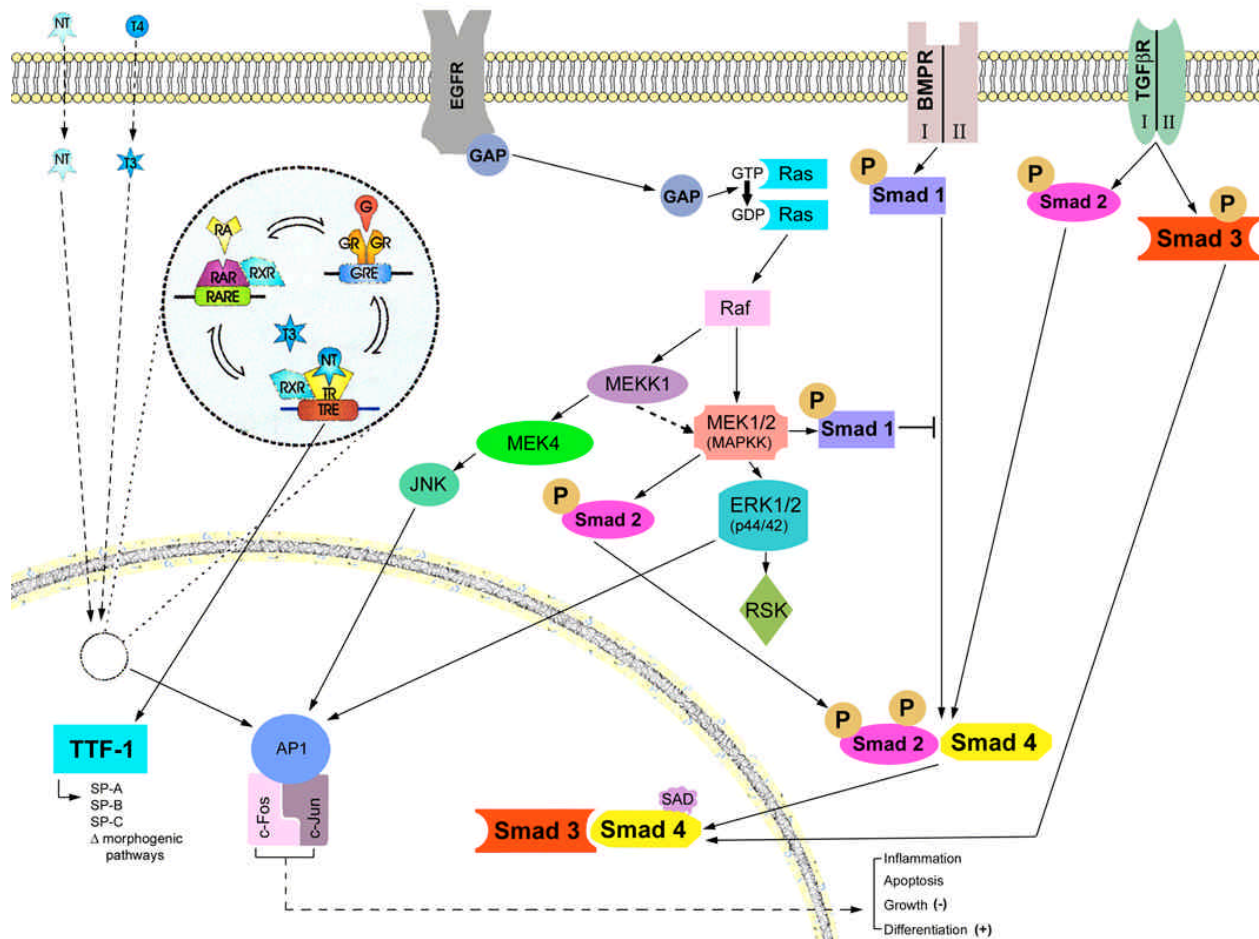 NT
T4
EGFR
BMPR
I II
TGFβR
I II
NT
T3
GAP
GAP
GTP
Ras
GDP
Ras
P
Smad 1
P
Smad 2
P
Smad 3
RA
RAR
RXR
RARE
G
GR GR
GRE
T3
NT
RXR
TR
TRE
Raf
MEKK1
MEK4
JNK
MEK1/2
(MAPKK)
P
Smad 1
P
Smad 2
ERK1/2
(p44/42)
RSK
TTF-1
SP-A
SP-B
SP-C
Δ morphogenic
pathways
AP1
c-Fos
c-Jun
P
P
Smad 2
Smad 4
SAD
Smad 3
Smad 4
Inflammation
Apoptosis
Growth (-)
Differentiation (+)